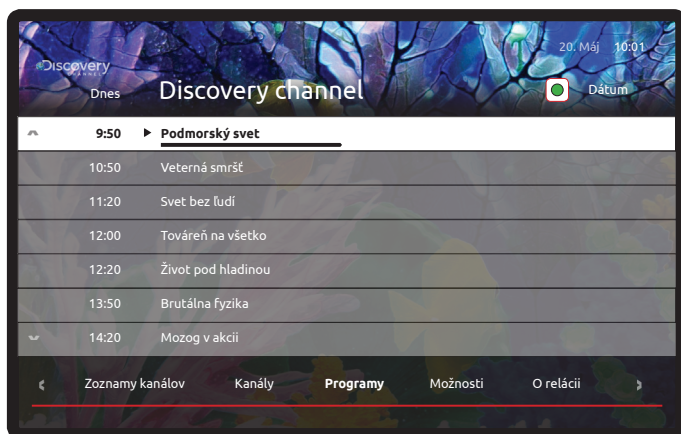 20. Máj 10:01
Discovery
CHANNEL
Dnes Discovery channel Dátum
9:50 Podmorský svet
10:50 Veterná smršť
11:20 Svet bez ľudí
12:00 Továreň na všetko
12:20 Život pod hladinou
13:50 Brutálna fyzika
14:20 Mozog v akcii
Zoznamy kanálov Kanály Programy Možnosti O relácii